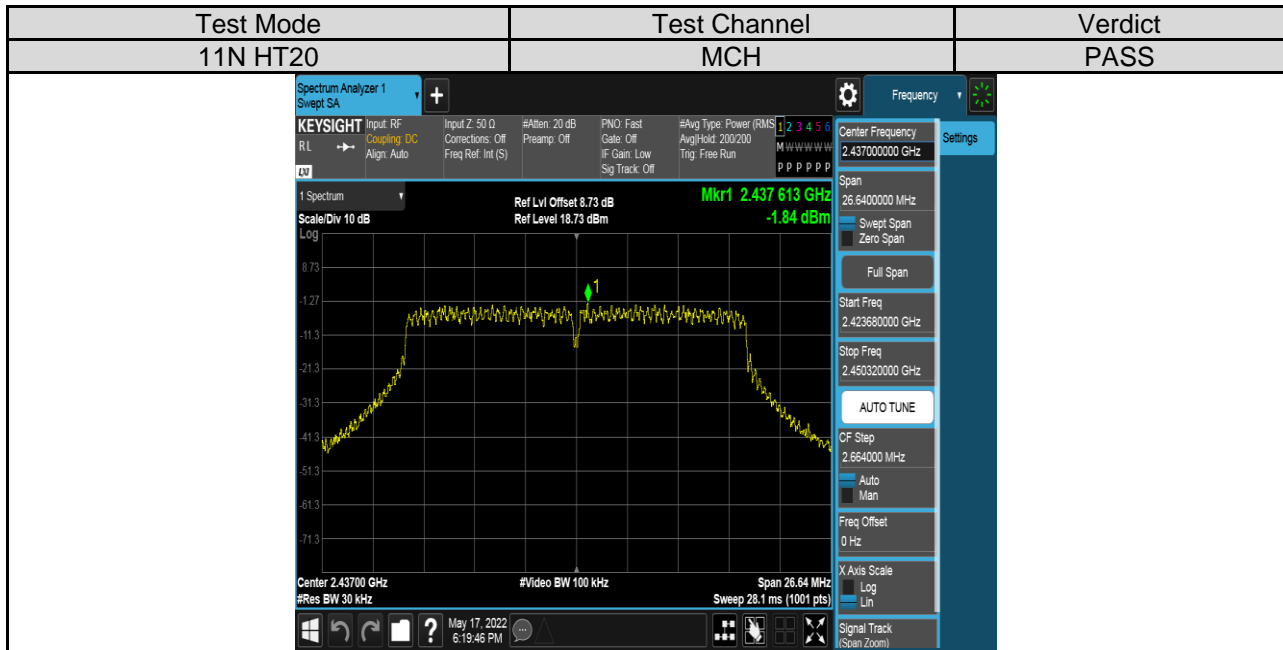 Test Mode Test Channel Verdict
11N HT20 MCH PASS
Spectrum Analyzer 1
Swept SA
+
Frequency
KEYSIGHT Input: RF Input Z: 50 Ω #Atten: 20 dB PNO: Fast #Avg Type: Power (RMS 1 2 3 4 5 6
RL Coupling: DC Corrections: Off Preamp: Off Gate: Off Avg|Hold: 200/200 M W W W W W
Align: Auto Freq Ref: Int (S) IF Gain: Low Trig: Free Run
LXI Sig Track: Off P P P P P P
1 Spectrum
Ref Lvl Offset 8.73 dB Mkr1 2.437 613 GHz
Scale/Div 10 dB Ref Level 18.73 dBm -1.84 dBm
Log
8.73
1
-1.27
-11.3
-21.3
-31.3
-41.3
-51.3
-61.3
-71.3
Center 2.43700 GHz #Video BW 100 kHz Span 26.64 MHz
#Res BW 30 kHz Sweep 28.1 ms (1001 pts)
May 17, 2022
6:19:46 PM
Center Frequency
2.437000000 GHz
Settings
Span
26.6400000 MHz
Swept Span
Zero Span
Full Span
Start Freq
2.423680000 GHz
Stop Freq
2.450320000 GHz
AUTO TUNE
CF Step
2.664000 MHz
Auto
Man
Freq Offset
0 Hz
X Axis Scale
Log
Lin
Signal Track
(Span Zoom)